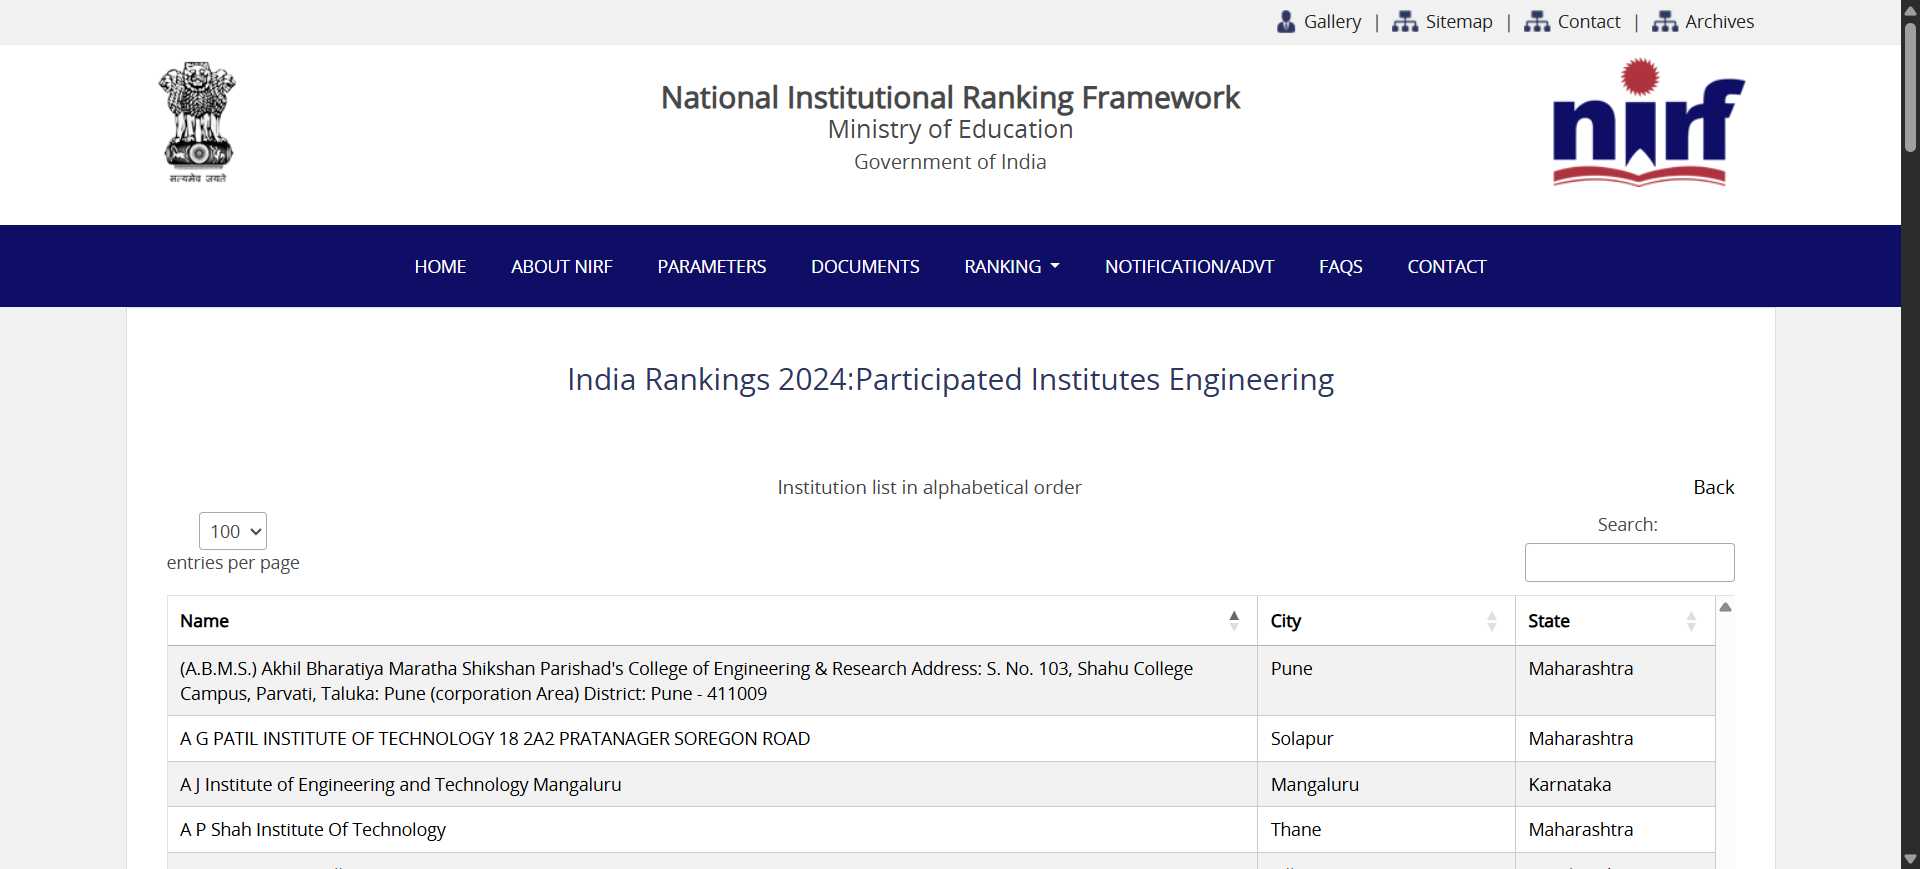 Gallery | Sitemap | Contact | Archives
सत्यमेव जयते
National Institutional Ranking Framework
Ministry of Education
Government of India
nirf
HOME ABOUT NIRF PARAMETERS DOCUMENTS RANKING NOTIFICATION/ADVT FAQS CONTACT
India Rankings 2024:Participated Institutes Engineering
Institution list in alphabetical order
Back
100
entries per page
Search:
Name City State
(A.B.M.S.) Akhil Bharatiya Maratha Shikshan Parishad's College of Engineering & Research Address: S. No. 103, Shahu College
Campus, Parvati, Taluka: Pune (corporation Area) District: Pune - 411009
Pune Maharashtra
A G PATIL INSTITUTE OF TECHNOLOGY 18 2A2 PRATANAGER SOREGON ROAD Solapur Maharashtra
A J Institute of Engineering and Technology Mangaluru Mangaluru Karnataka
A P Shah Institute Of Technology Thane Maharashtra